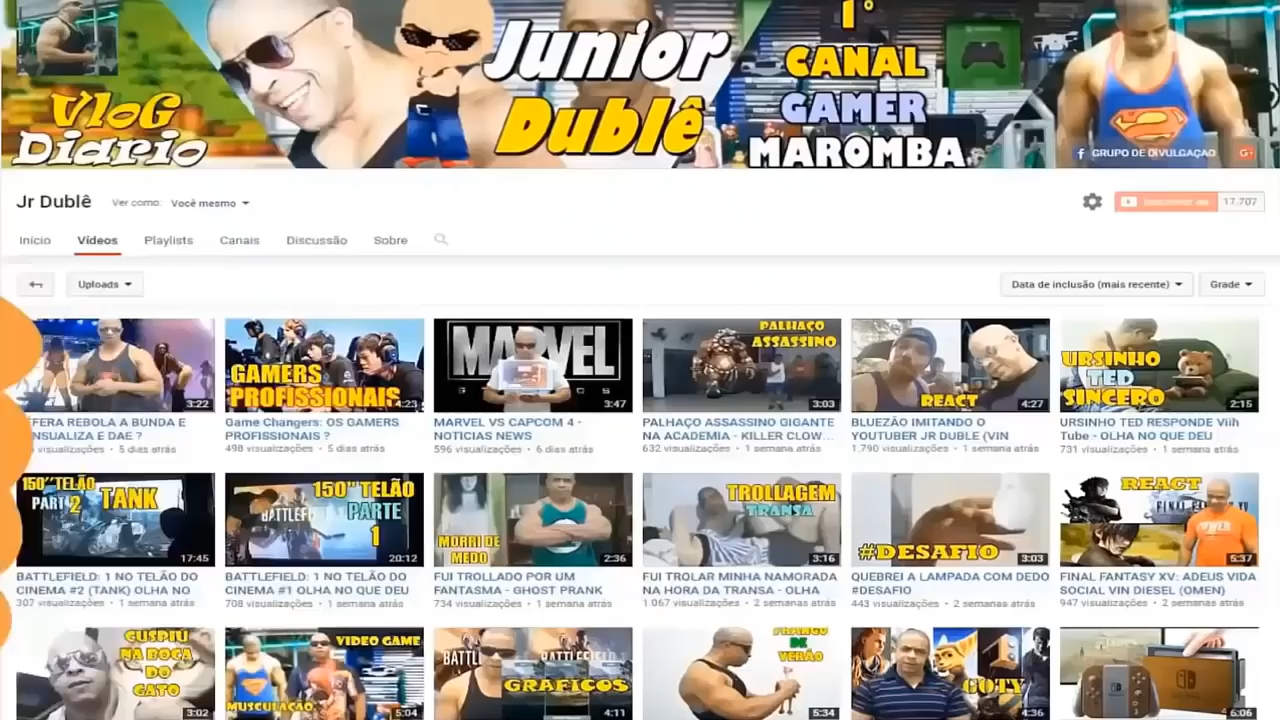 VloG
Diario
Junior
Dublê
1°
CANAL
GAMER
MAROMBA
GRUPO DE DIVULGAÇAO
G+
Jr Dublê
Ver como: Você mesmo
17.707
Início
Vídeos
Playlists
Canais
Discussão
Sobre
Uploads
Data de inclusão (mais recente)
Grade
3:22
GAMERS
PROFISSIONAIS
4:23
MARVEL
3:47
PALHAÇO
ASSASSINO
3:03
REACT
4:27
URSINHO
TED
SINCERO
2:15
FERA REBOLA A BUNDA E
NSUALIZA E DAE ?
visualizações • 5 dias atrás
Game Changers: OS GAMERS
PROFISSIONAIS ?
498 visualizações • 5 dias atrás
MARVEL VS CAPCOM 4 -
NOTICIAS NEWS
596 visualizações • 6 dias atrás
PALHAÇO ASSASSINO GIGANTE
NA ACADEMIA - KILLER CLOW...
632 visualizações • 1 semana atrás
BLUEZÃO IMITANDO O
YOUTUBER JR DUBLE (VIN
1.790 visualizações • 1 semana atrás
URSINHO TED RESPONDE Viih
Tube - OLHA NO QUE DEU
731 visualizações • 1 semana atrás
150"TELÃO
PART 2 TANK
17:45
150"TELÃO
BATTLEF PARTE
1
20:12
MORRI DE
MEDO
2:36
TROLLAGEM
TRANSA
3:16
#DESAFIO
3:03
REACT
FINAL FANTASY XV
POWER
5:37
BATTLEFIELD: 1 NO TELÃO DO
CINEMA #2 (TANK) OLHA NO
307 visualizações • 1 semana atrás
BATTLEFIELD: 1 NO TELÃO DO
CINEMA #1 OLHA NO QUE DEU
708 visualizações • 1 semana atrás
FUI TROLLADO POR UM
FANTASMA - GHOST PRANK
734 visualizações • 1 semana atrás
FUI TROLAR MINHA NAMORADA
NA HORA DA TRANSA - OLHA
1.067 visualizações • 2 semanas atrás
QUEBREI A LAMPADA COM DEDO
#DESAFIO
443 visualizações • 2 semanas atrás
FINAL FANTASY XV: ADEUS VIDA
SOCIAL VIN DIESEL (OMEN)
947 visualizações • 2 semanas atrás
CUSPIU
NA BOCA
DO
GATO
3:02
VIDEO GAME
MUSCULAÇÃO
5:04
BATTL BATTLEFIELD
GRAFICOS
4:11
FRANGO
DE
VERÃO
5:34
GOTY
4:36
6:06